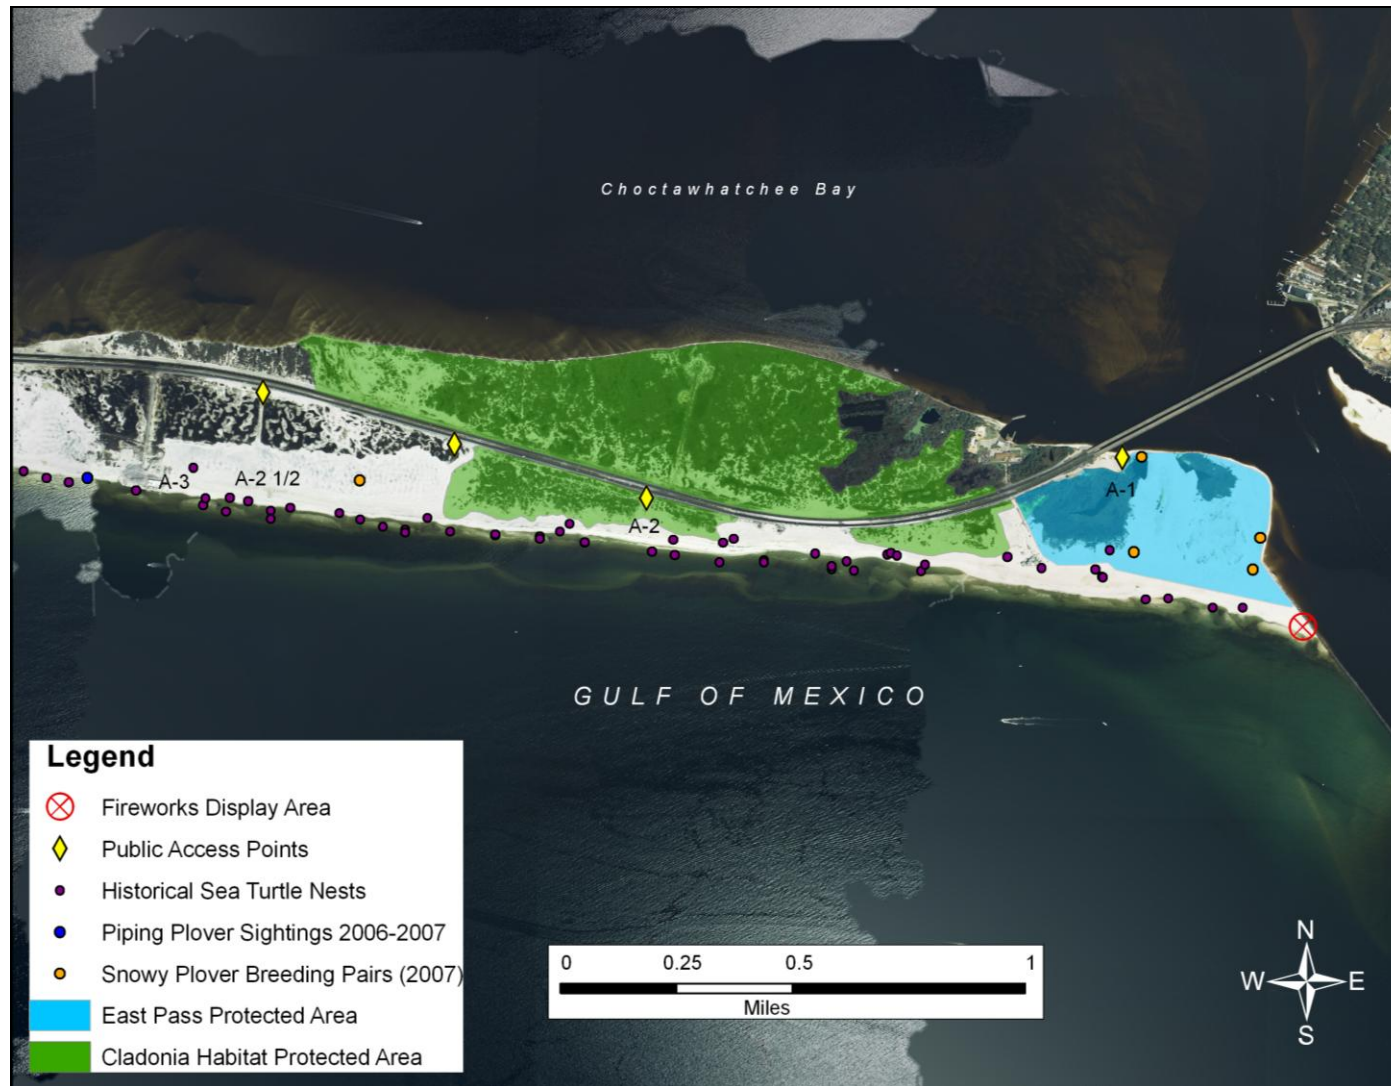 Choctawhatchee Bay
A-3
A-2 1/2
A-2
A-1
GULF OF MEXICO
Legend
Fireworks Display Area
Public Access Points
Historical Sea Turtle Nests
Piping Plover Sightings 2006-2007
Snowy Plover Breeding Pairs (2007)
East Pass Protected Area
Cladonia Habitat Protected Area
0 0.25 0.5 1
Miles
N
W E
S